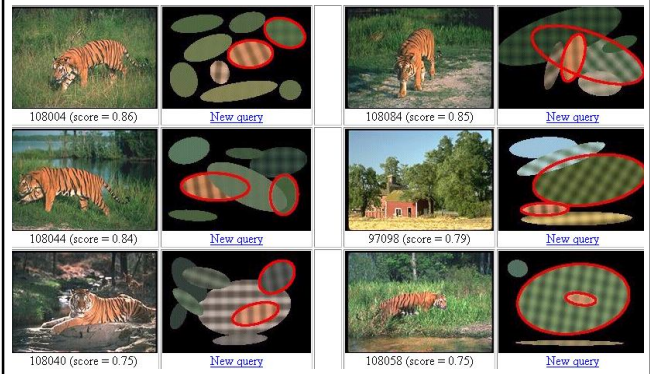 108004 (score = 0.86)
New query
108084 (score = 0.85)
New query
108044 (score = 0.84)
New query
97098 (score = 0.79)
New query
108040 (score = 0.75)
New query
108058 (score = 0.75)
New query